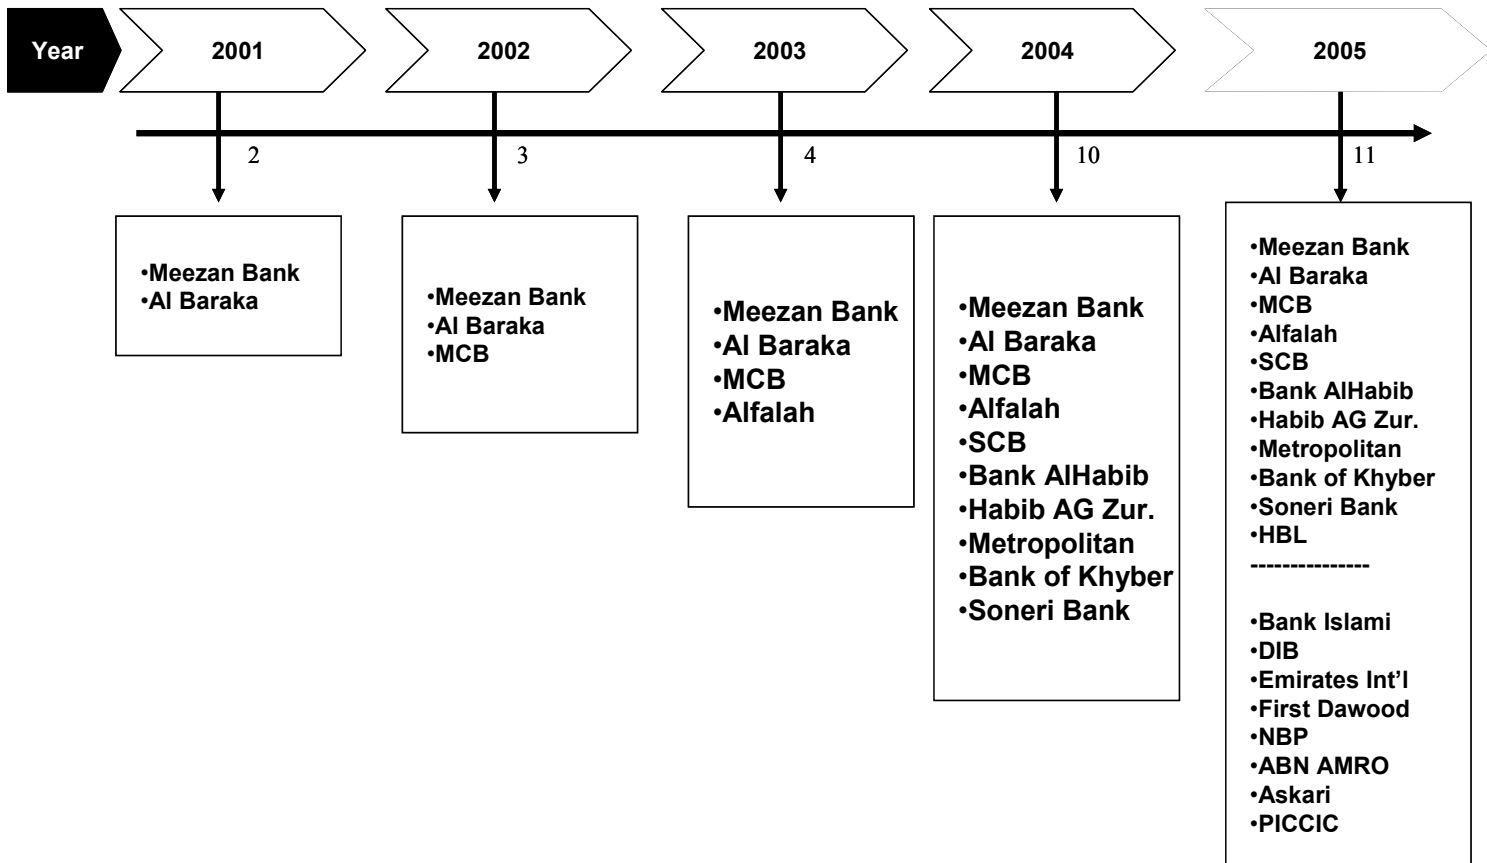 Year
2001
2002
2003
2004
2005
2
3
4
10
11
•Meezan Bank
•Al Baraka
•Meezan Bank
•Al Baraka
•MCB
•Meezan Bank
•Al Baraka
•MCB
•Alfalah
•Meezan Bank
•Al Baraka
•MCB
•Alfalah
•SCB
•Bank AlHabib
•Habib AG Zur.
•Metropolitan
•Bank of Khyber
•Soneri Bank
•Meezan Bank
•Al Baraka
•MCB
•Alfalah
•SCB
•Bank AlHabib
•Habib AG Zur.
•Metropolitan
•Bank of Khyber
•Soneri Bank
•HBL
---------------
•Bank Islami
•DIB
•Emirates Int’l
•First Dawood
•NBP
•ABN AMRO
•Askari
•PICCIC